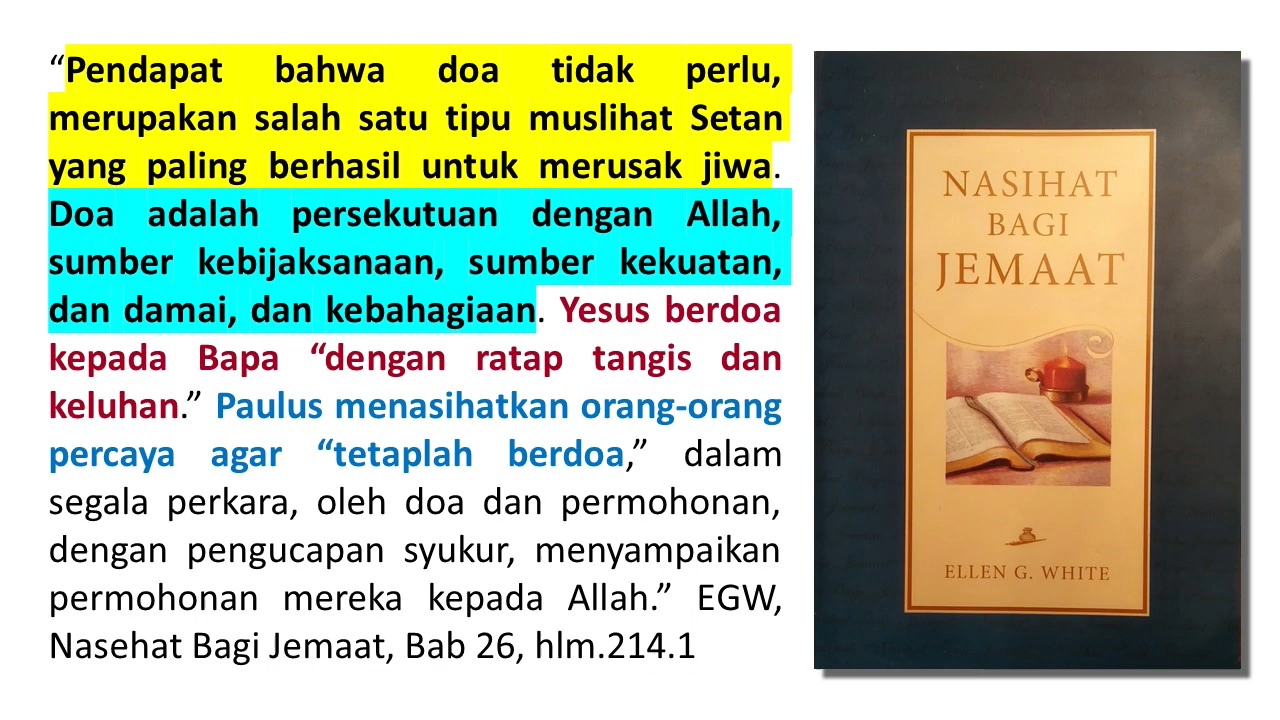 “Pendapat bahwa doa tidak perlu,
merupakan salah satu tipu muslihat Setan
yang paling berhasil untuk merusak jiwa.
Doa adalah persekutuan dengan Allah,
sumber kebijaksanaan, sumber kekuatan,
dan damai, dan kebahagiaan. Yesus berdoa
kepada Bapa “dengan ratap tangis dan
keluhan.” Paulus menasihatkan orang-orang
percaya agar “tetaplah berdoa,” dalam
segala perkara, oleh doa dan permohonan,
dengan pengucapan syukur, menyampaikan
permohonan mereka kepada Allah.” EGW,
Nasehat Bagi Jemaat, Bab 26, hlm.214.1
NASIHAT
BAGI
JEMAAT
ELLEN G. WHITE